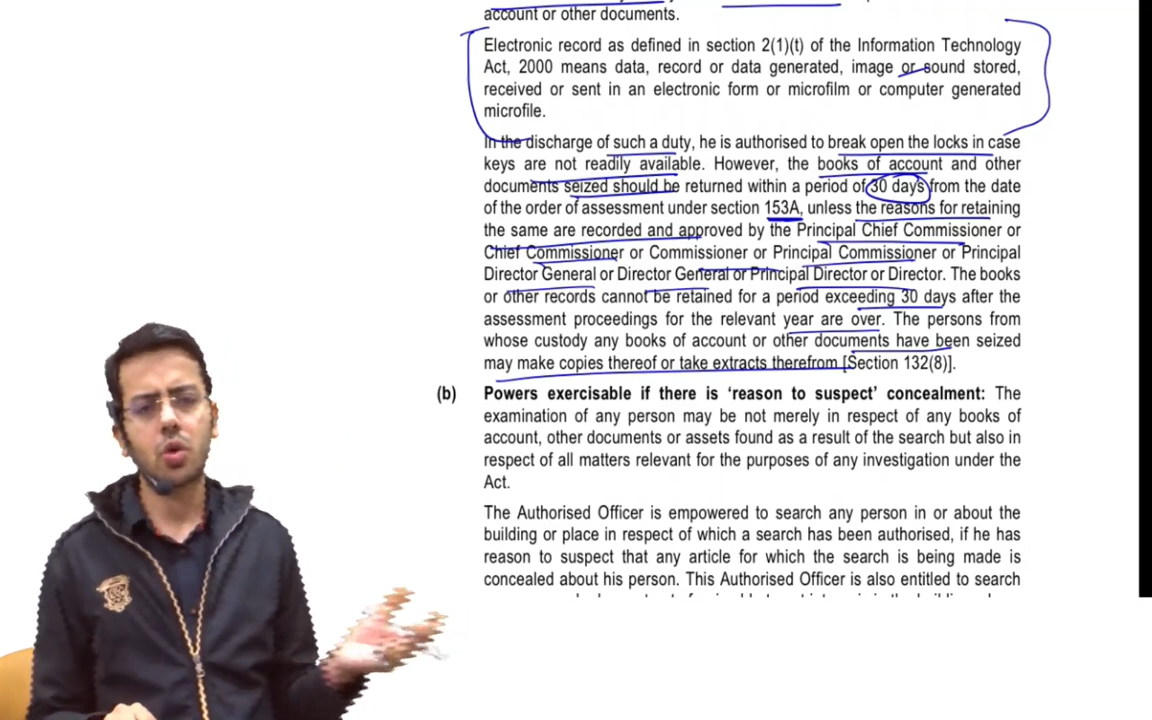 account or other documents.
Electronic record as defined in section 2(1)(t) of the Information Technology
Act, 2000 means data, record or data generated, image or sound stored,
received or sent in an electronic form or microfilm or computer generated
microfile.
In the discharge of such a duty, he is authorised to break open the locks in case
keys are not readily available. However, the books of account and other
documents seized should be returned within a period of 30 days from the date
of the order of assessment under section 153A, unless the reasons for retaining
the same are recorded and approved by the Principal Chief Commissioner or
Chief Commissioner or Commissioner or Principal Commissioner or Principal
Director General or Director General or Principal Director or Director. The books
or other records cannot be retained for a period exceeding 30 days after the
assessment proceedings for the relevant year are over. The persons from
whose custody any books of account or other documents have been seized
may make copies thereof or take extracts therefrom [Section 132(8)].
(b) Powers exercisable if there is ‘reason to suspect’ concealment: The
examination of any person may be not merely in respect of any books of
account, other documents or assets found as a result of the search but also in
respect of all matters relevant for the purposes of any investigation under the
Act.
The Authorised Officer is empowered to search any person in or about the
building or place in respect of which a search has been authorised, if he has
reason to suspect that any article for which the search is being made is
concealed about his person. This Authorised Officer is also entitled to search